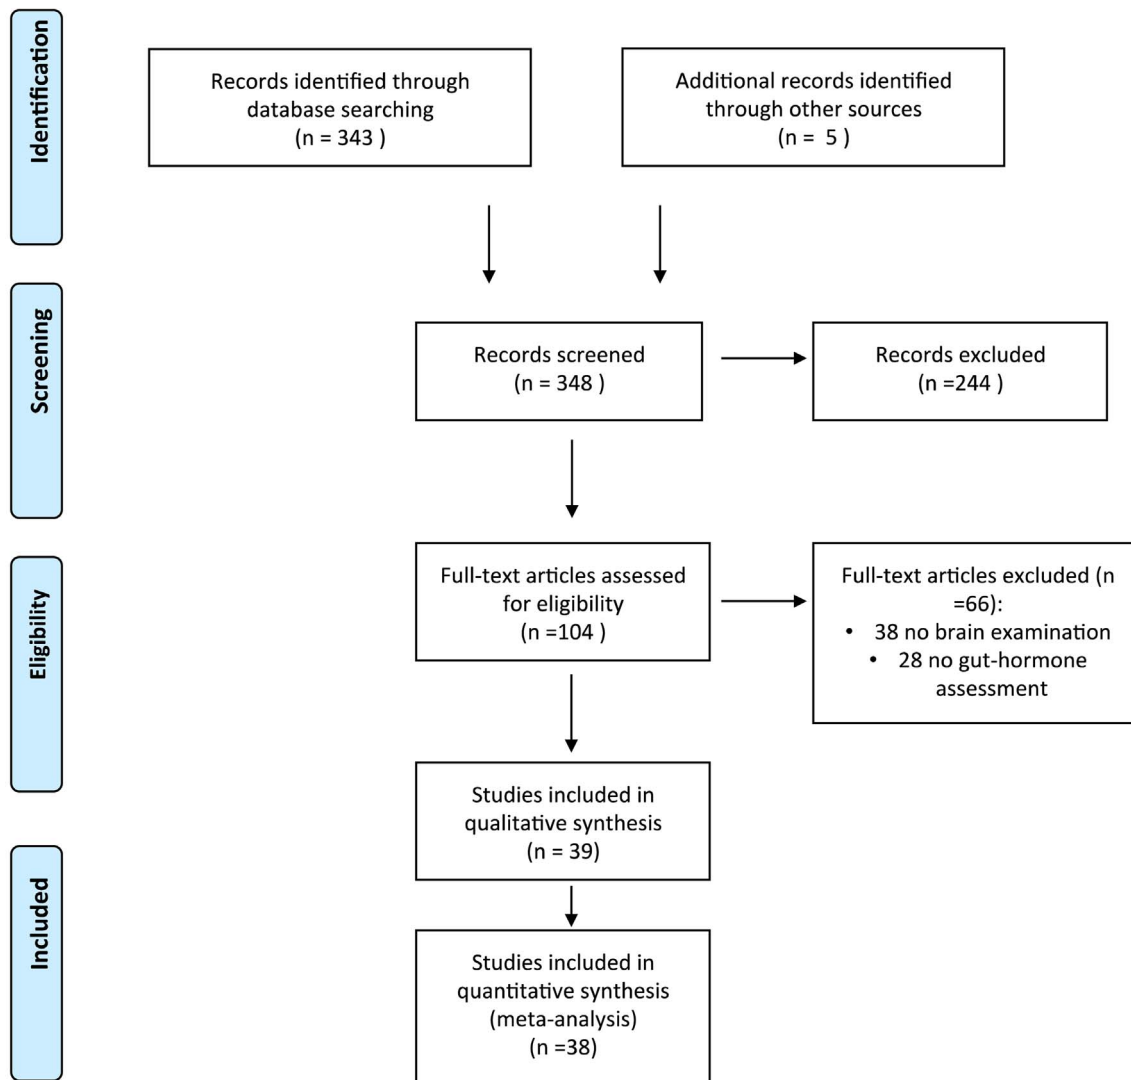 Identification
Records identified through
database searching
(n = 343 )
Additional records identified
through other sources
(n =  5 )
Screening
Records screened
(n = 348 )
Records excluded
(n =244 )
Eligibility
Full-text articles assessed
for eligibility
(n =104 )
Full-text articles excluded (n
=66):
• 38 no brain examination
• 28 no gut-hormone
assessment
Studies included in
qualitative synthesis
(n = 39)
Included
Studies included in
quantitative synthesis
(meta-analysis)
(n =38)